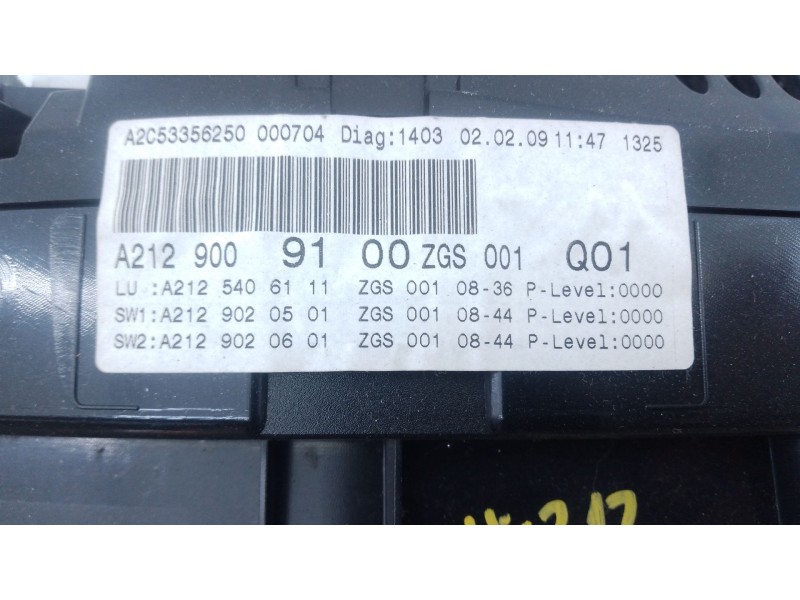 A2C53356250 000704 Diag:1403 02.02.09 11:47 1325
A212 900 91 00 ZGS 001 Q01
LU :A212 540 61 11 ZGS 001 08-36 P-Level:0000
SW1:A212 902 05 01 ZGS 001 08-44 P-Level:0000
SW2:A212 902 06 01 ZGS 001 08-44 P-Level:0000
212